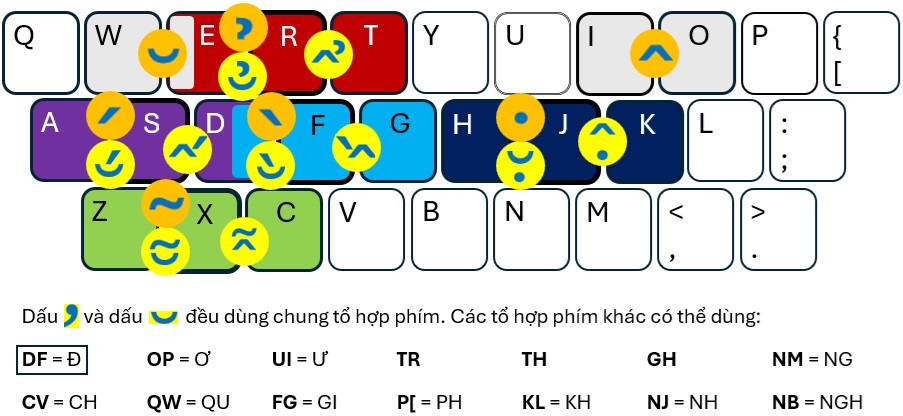 Q W E R T Y U I O P { [
A S D F G H J K L : ;
Z X C V B N M < , > .
Dấu , và dấu ˘ đều dùng chung tổ hợp phím. Các tổ hợp phím khác có thể dùng:
DF = Đ OP = Ơ UI = Ư TR TH GH NM = NG
CV = CH QW = QU FG = GI P[ = PH KL = KH NJ = NH NB = NGH